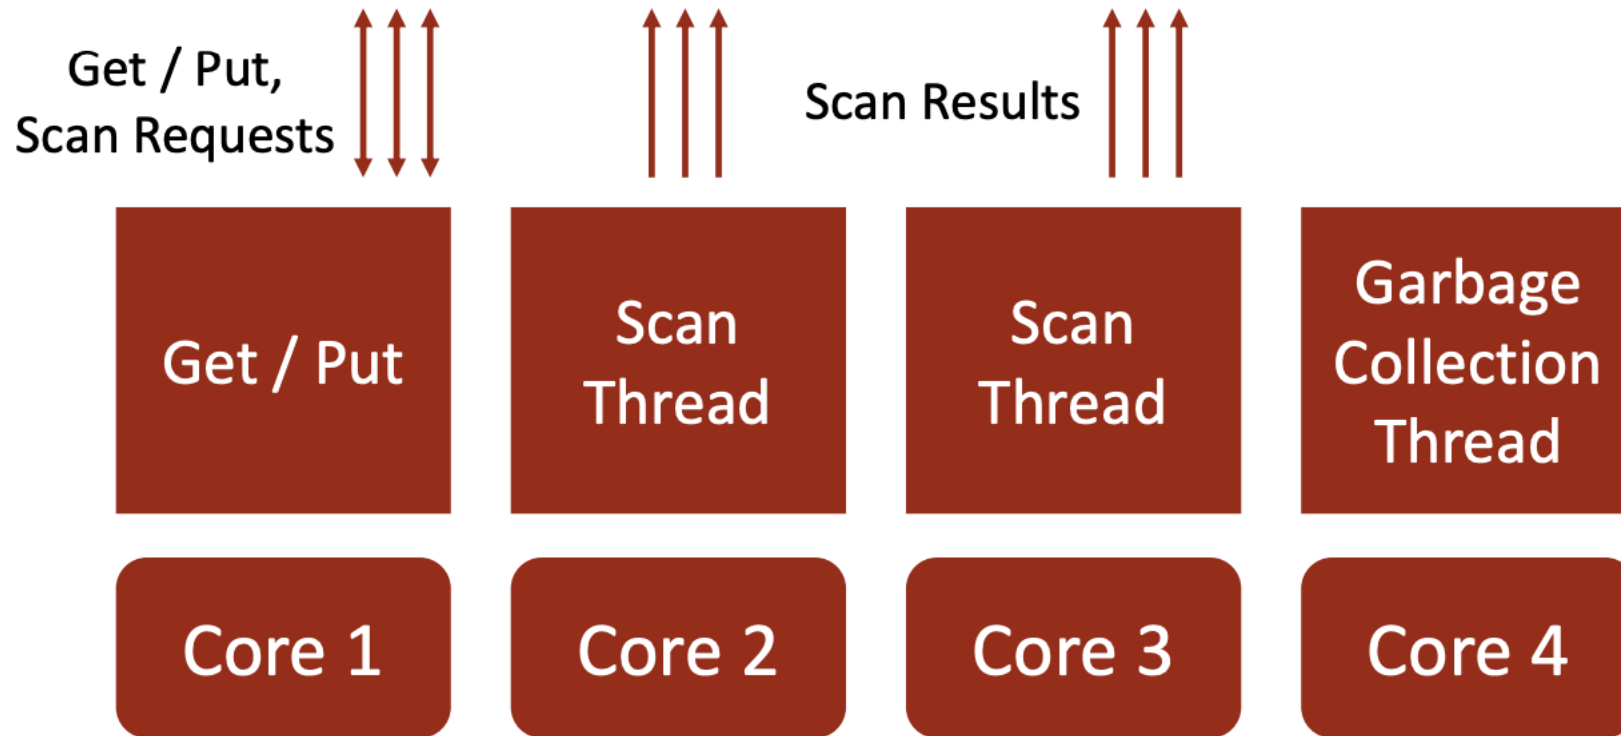 Get / Put,
Scan Requests
Scan Results
Get / Put
Scan
Thread
Scan
Thread
Garbage
Collection
Thread
Core 1
Core 2
Core 3
Core 4